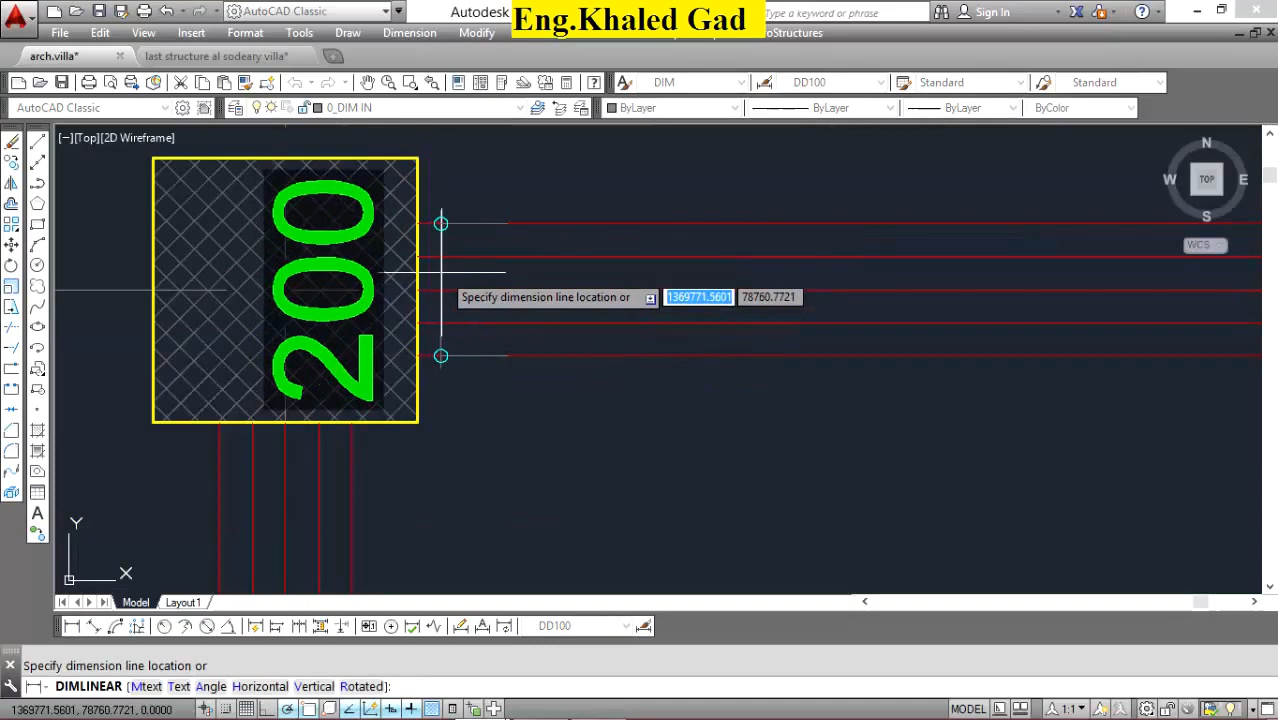 AutoCAD Classic
Autodesk
Eng.Khaled Gad
Type a keyword or phrase
Sign In
File Edit View Insert Format Tools Draw Dimension Modify
oStructures
arch.villa*
last structure al sodeary villa*
DIM
DD100
Standard
Standard
AutoCAD Classic
0_DIM IN
ByLayer
ByLayer
ByLayer
ByColor
[−][Top][2D Wireframe]
N
W
TOP
E
S
WCS
200
Specify dimension line location or
1369771.5601
78760.7721
Y
X
Model
Layout1
DD100
Specify dimension line location or
DIMLINEAR [Mtext Text Angle Horizontal Vertical Rotated]:
1369771.5601, 78760.7721, 0.0000
MODEL
1:1